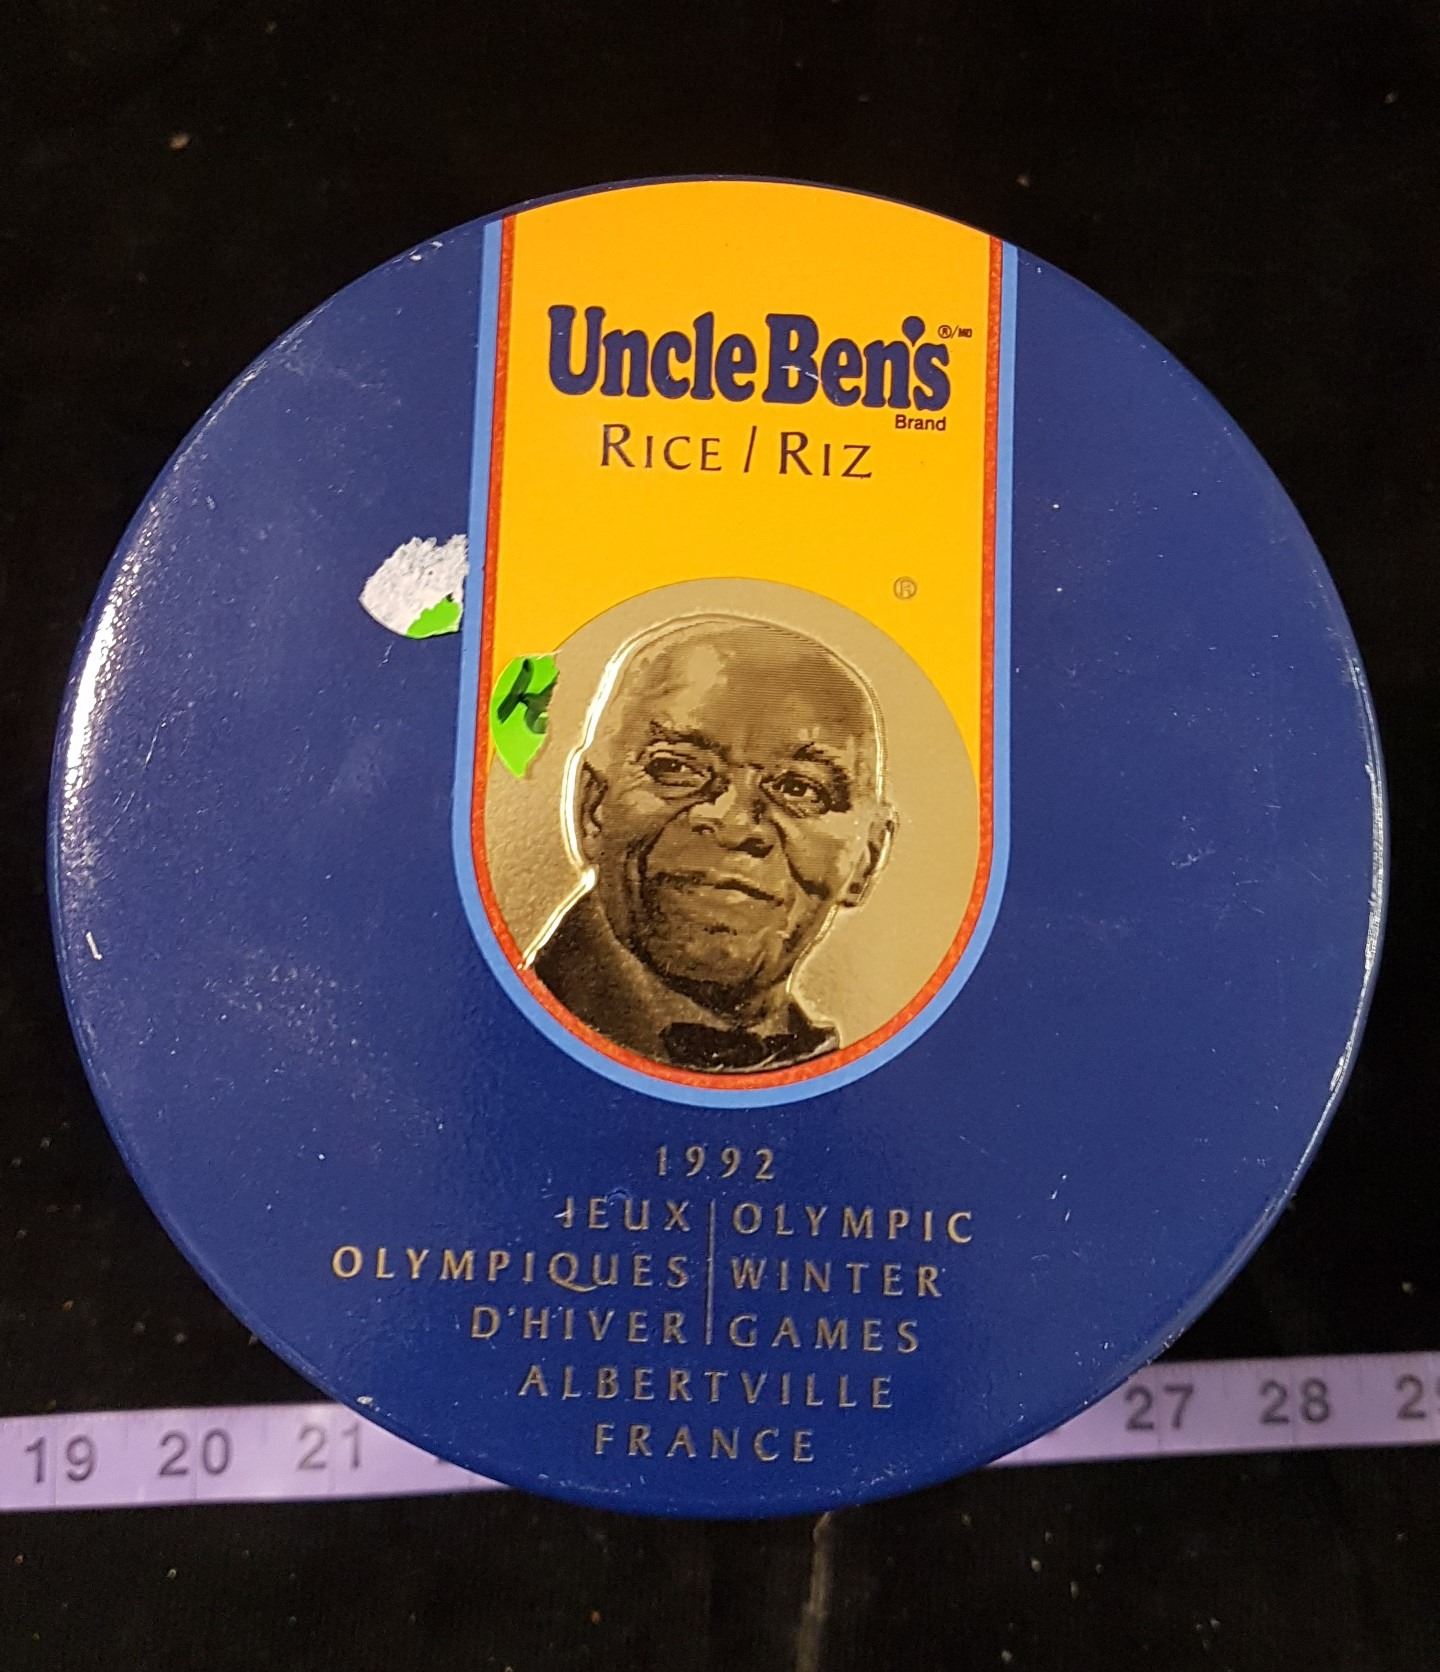 Uncle Ben's ®/MD
Brand
RICE / RIZ
®
1992
JEUX | OLYMPIC
OLYMPIQUES | WINTER
D'HIVER | GAMES
ALBERTVILLE
FRANCE
19 20 21 27 28